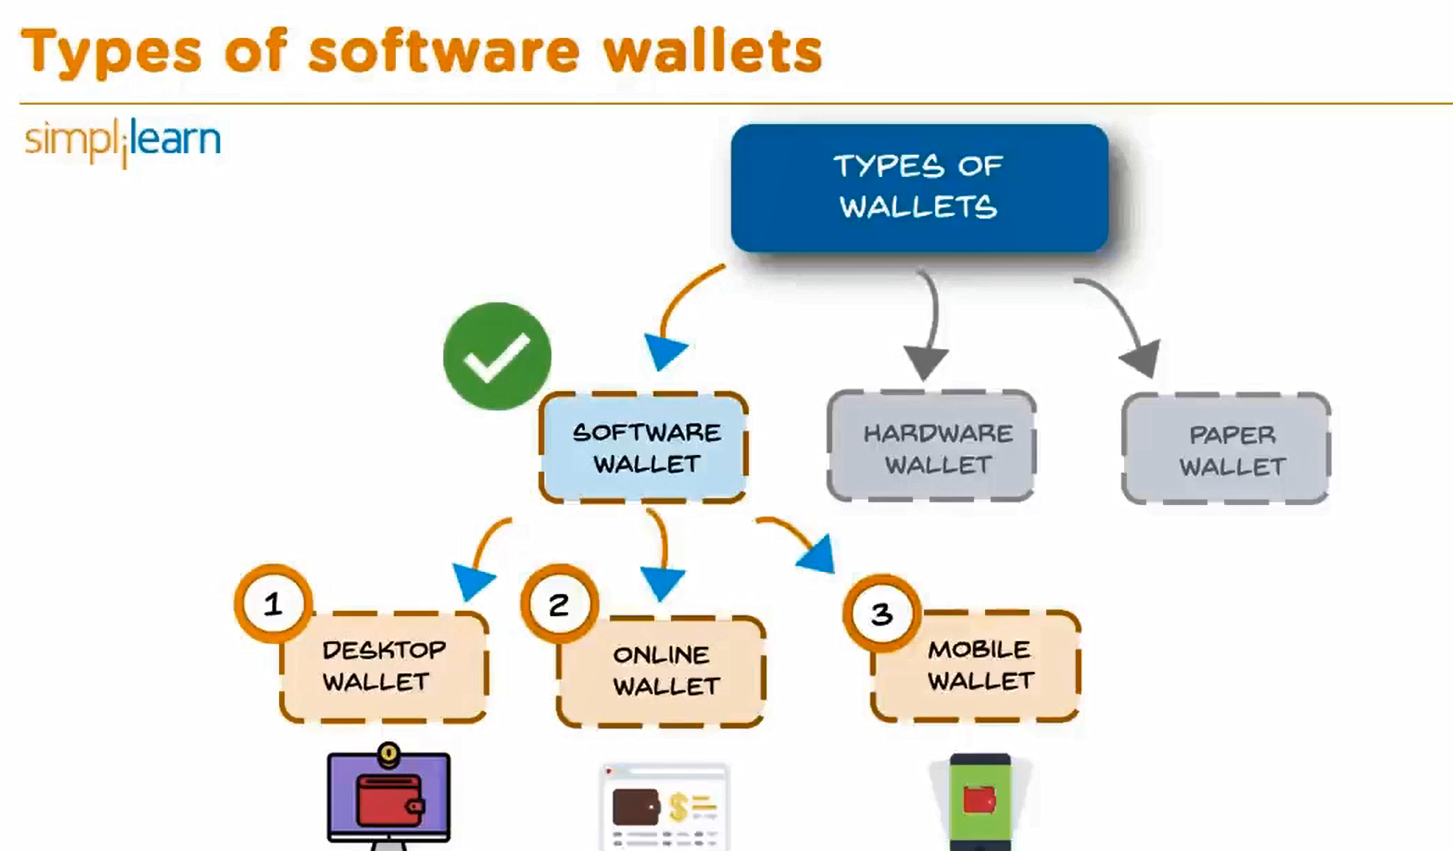 Types of software wallets
simplilearn
TYPES OF
WALLETS
SOFTWARE
WALLET
HARDWARE
WALLET
PAPER
WALLET
1
DESKTOP
WALLET
2
ONLINE
WALLET
3
MOBILE
WALLET
$